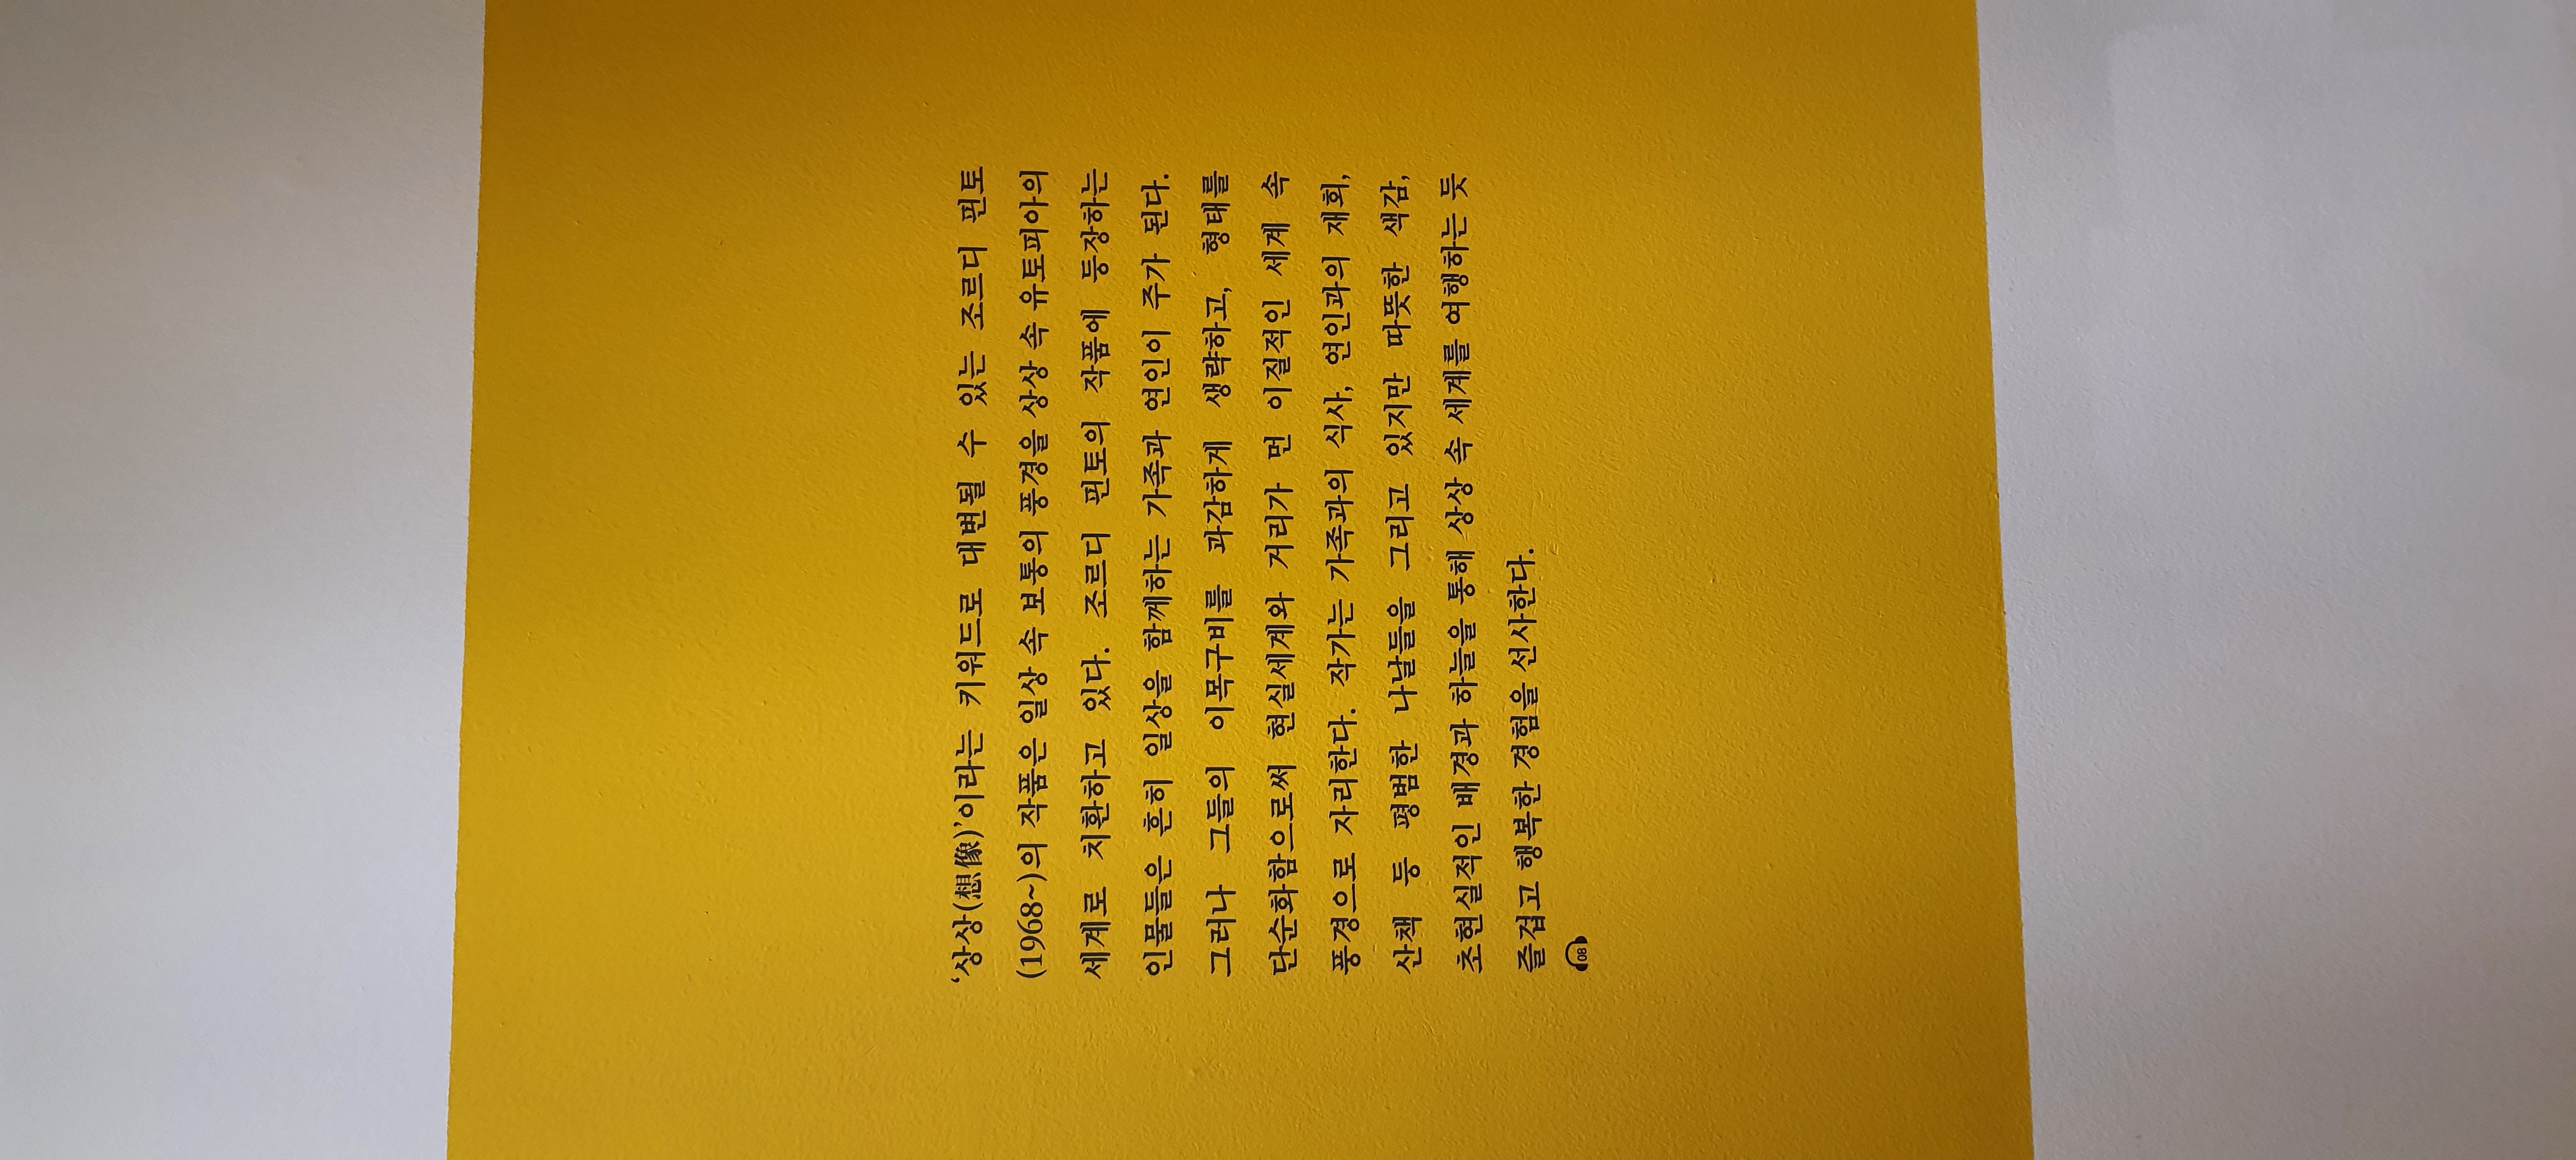 ‘상상(想像)’이라는 키워드로 대변될 수 있는 조르디 핀토
(1968~)의 작품은 일상 속 보통의 풍경을 상상 속 유토피아의
세계로 치환하고 있다. 조르디 핀토의 작품에 등장하는
인물들은 흔히 일상을 함께하는 가족과 연인이 주가 된다.
그러나 그들의 이목구비를 과감하게 생략하고, 형태를
단순화함으로써 현실세계와 거리가 먼 이질적인 세계 속
풍경으로 자리한다. 작가는 가족과의 식사, 연인과의 재회,
산책 등 평범한 나날들을 그리고 있지만 따뜻한 색감,
초현실적인 배경과 하늘을 통해 상상 속 세계를 여행하는 듯
즐겁고 행복한 경험을 선사한다.
08